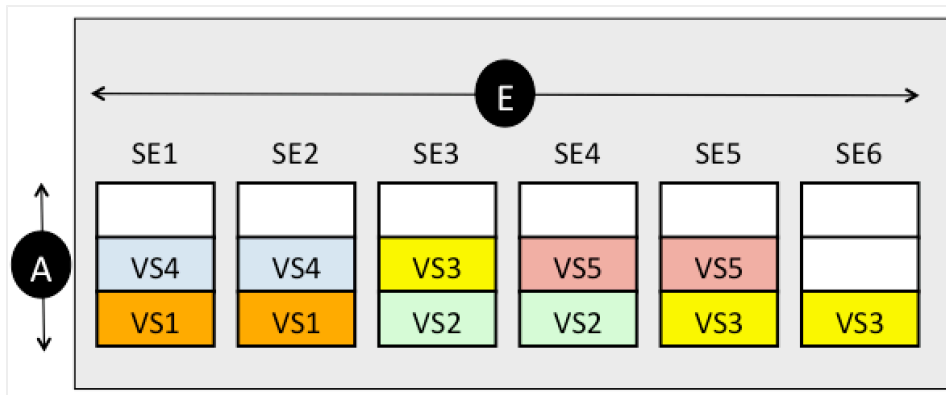 E
SE1 SE2 SE3 SE4 SE5 SE6
A
VS4 VS4 VS3 VS5 VS5
VS1 VS1 VS2 VS2 VS3 VS3